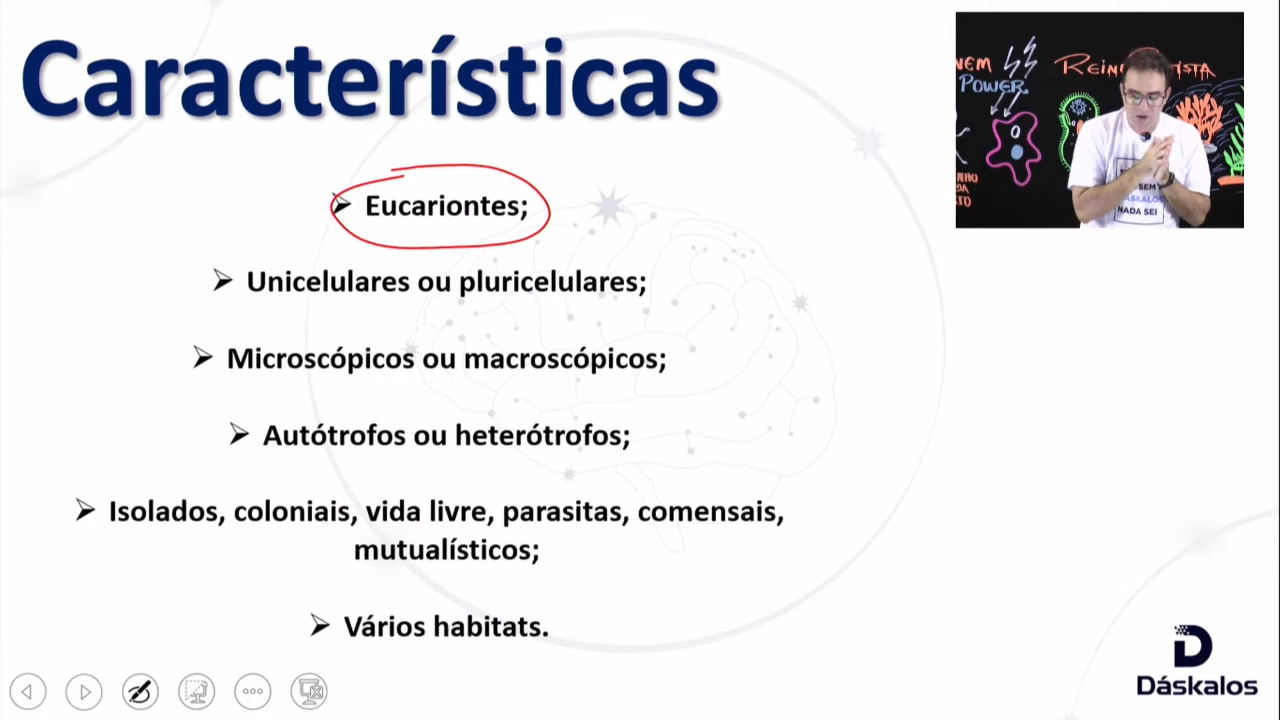 Características
➢ Eucariontes;
➢ Unicelulares ou pluricelulares;
➢ Microscópicos ou macroscópicos;
➢ Autótrofos ou heterótrofos;
➢ Isolados, coloniais, vida livre, parasitas, comensais,
mutualísticos;
➢ Vários habitats.
POWER
SEM
NADA SEI
Dáskalos